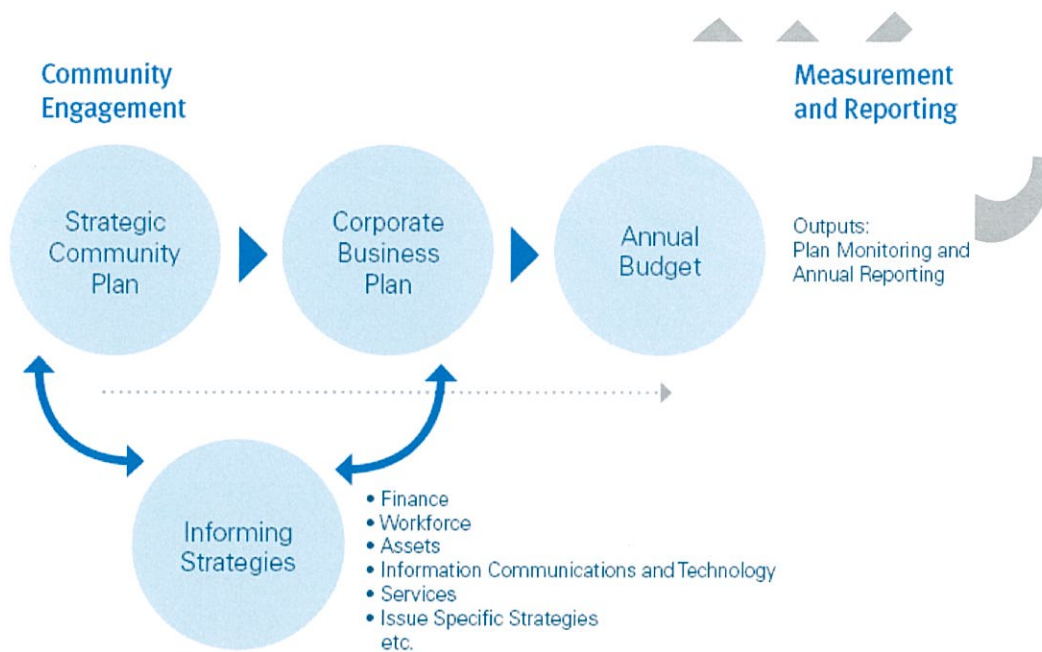 Community
Engagement
Measurement
and Reporting
Strategic
Community
Plan
Corporate
Business
Plan
Annual
Budget
Outputs:
Plan Monitoring and
Annual Reporting
Informing
Strategies
• Finance
• Workforce
• Assets
• Information Communications and Technology
• Services
• Issue Specific Strategies
etc.